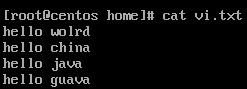 [root@centos home]# cat vi.txt
hello wolrd
hello china
hello java
hello guava